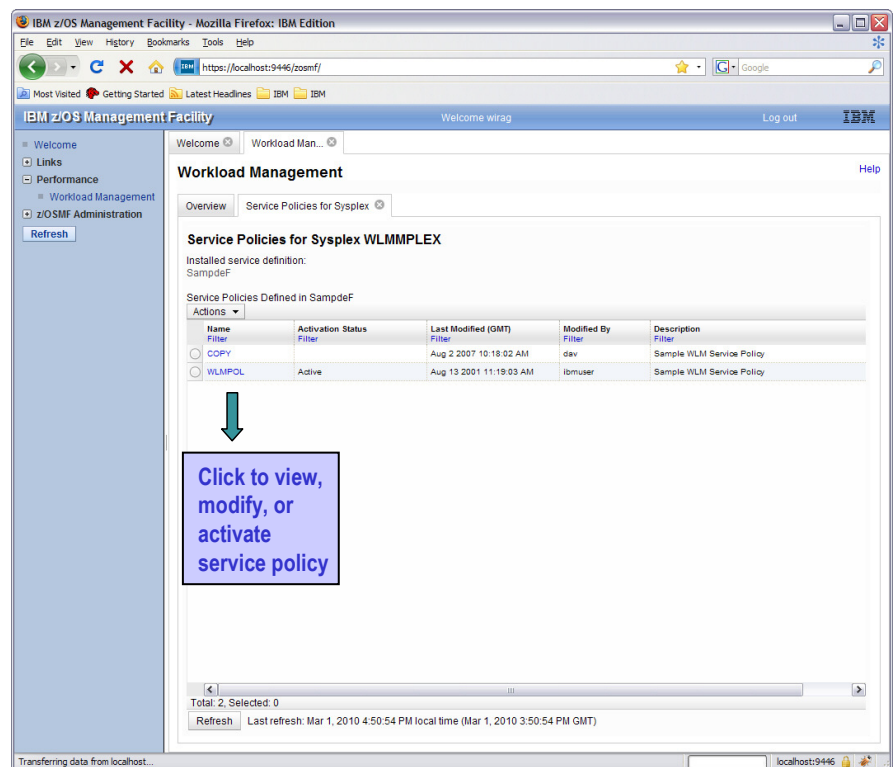 IBM z/OS Management Facility - Mozilla Firefox: IBM Edition
File Edit View History Bookmarks Tools Help
IBM https://localhost:9446/zosmf/ G Google
Most Visited Getting Started Latest Headlines IBM IBM
IBM z/OS Management Facility Welcome wirag Log out IBM
Welcome
Links
Performance
Workload Management
z/OSMF Administration
Refresh
Welcome Workload Man...
Workload Management Help
Overview Service Policies for Sysplex
Service Policies for Sysplex WLMMPLEX
Installed service definition:
SampdeF
Service Policies Defined in SampdeF
Actions
Name Activation Status Last Modified (GMT) Modified By Description
Filter Filter Filter Filter Filter
COPY Aug 2 2007 10:18:02 AM dav Sample WLM Service Policy
WLMPOL Active Aug 13 2001 11:19:03 AM ibmuser Sample WLM Service Policy
Click to view,
modify, or
activate
service policy
Total: 2, Selected: 0
Refresh Last refresh: Mar 1, 2010 4:50:54 PM local time (Mar 1, 2010 3:50:54 PM GMT)
Transferring data from localhost... localhost:9446